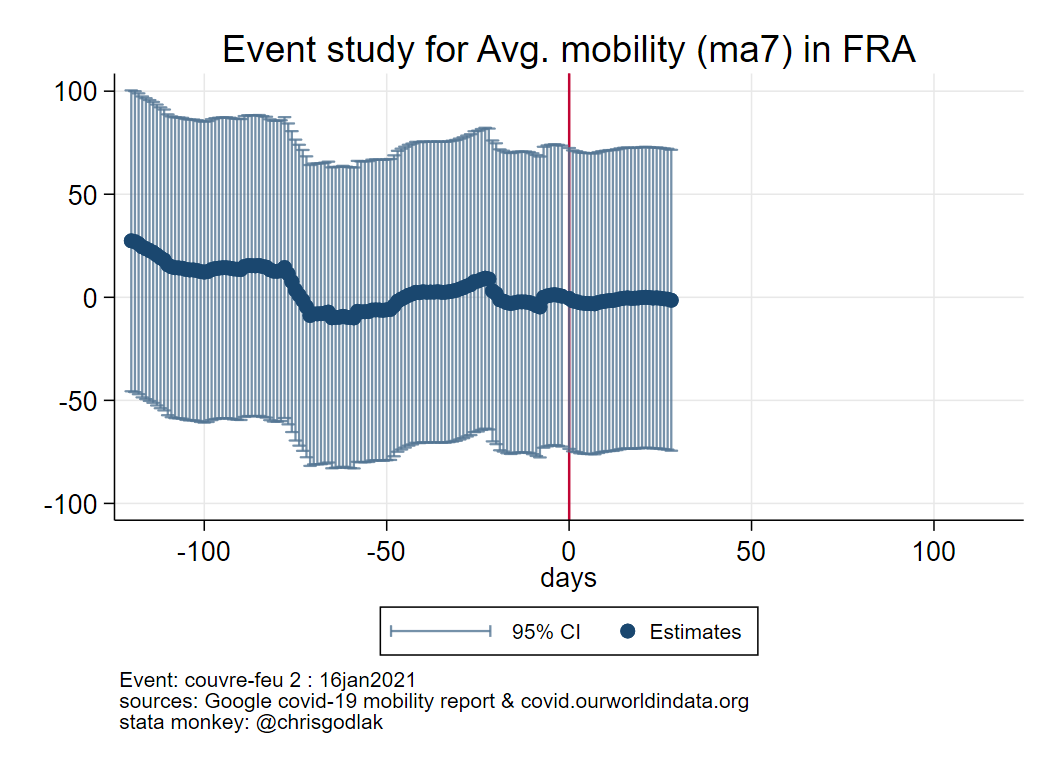 Event study for Avg. mobility (ma7) in FRA
100
50
0
-50
-100
-100 -50 0 50 100
days
95% CI Estimates
Event: couvre-feu 2 : 16jan2021
sources: Google covid-19 mobility report & covid.ourworldindata.org
stata monkey: @chrisgodlak